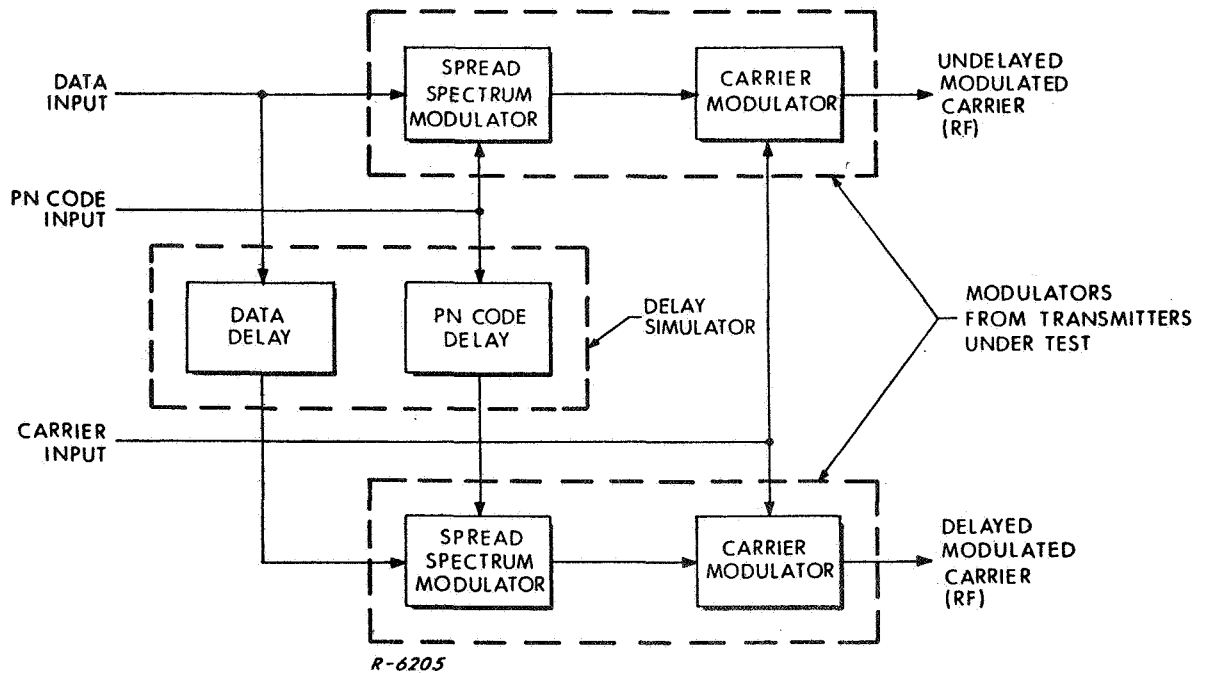 DATA
INPUT
SPREAD
SPECTRUM
MODULATOR
CARRIER
MODULATOR
UNDELAYED
MODULATED
CARRIER
(RF)
PN CODE
INPUT
DATA
DELAY
PN CODE
DELAY
DELAY
SIMULATOR
MODULATORS
FROM TRANSMITTERS
UNDER TEST
CARRIER
INPUT
SPREAD
SPECTRUM
MODULATOR
CARRIER
MODULATOR
DELAYED
MODULATED
CARRIER
(RF)
R-6205